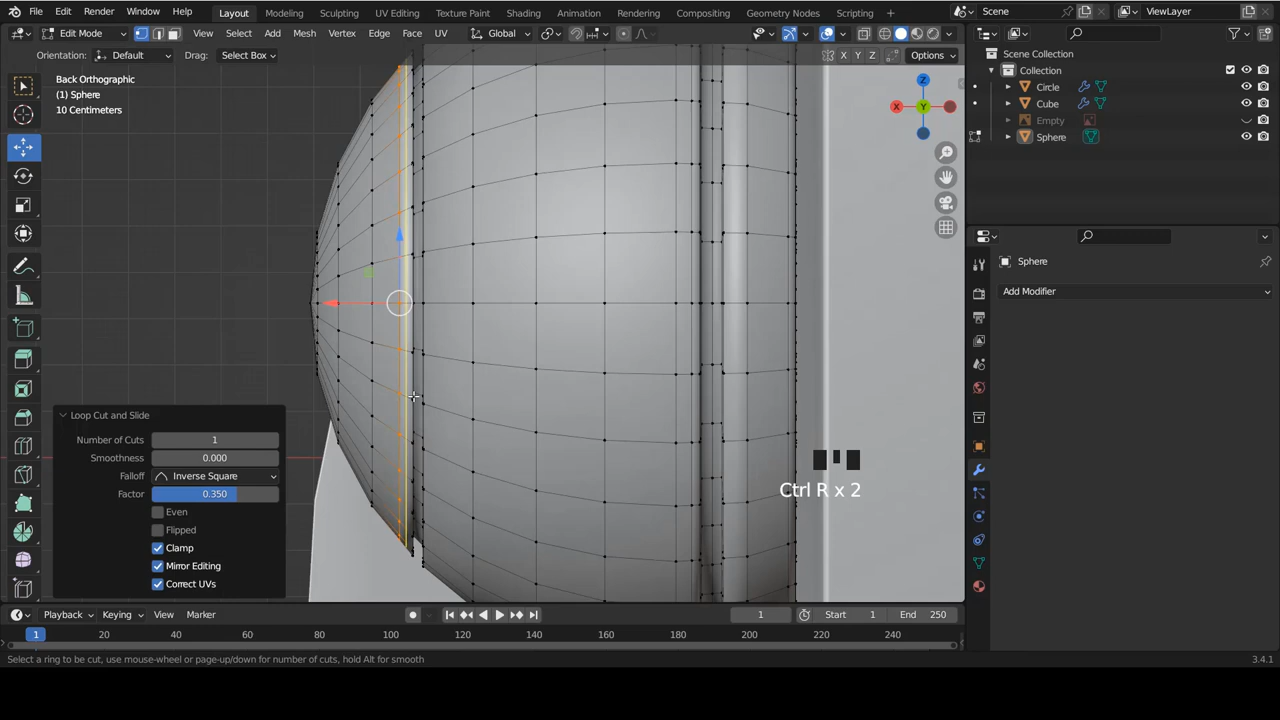 File Edit Render Window Help Layout Modeling Sculpting UV Editing Texture Paint Shading Animation Rendering Compositing Geometry Nodes Scripting Scene ViewLayer
Edit Mode View Select Add Mesh Vertex Edge Face UV Global
Orientation: Default Drag: Select Box X Y Z Options
Back Orthographic
(1) Sphere
10 Centimeters
Z
X
Y
Scene Collection
Collection
Circle
Cube
Empty
Sphere
Sphere
Add Modifier
Loop Cut and Slide
Number of Cuts 1
Smoothness 0.000
Falloff Inverse Square
Factor 0.350
Even
Flipped
Clamp
Mirror Editing
Correct UVs
Ctrl R x 2
Playback Keying View Marker 1 Start 1 End 250
1 20 40 60 80 100 120 140 160 180 200 220 240
Select a ring to be cut, use mouse-wheel or page-up/down for number of cuts, hold Alt for smooth 3.4.1